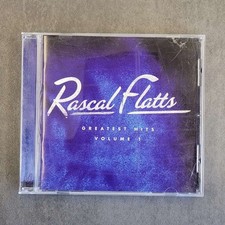 Rascal Flatts
GREATEST HITS
VOLUME 1